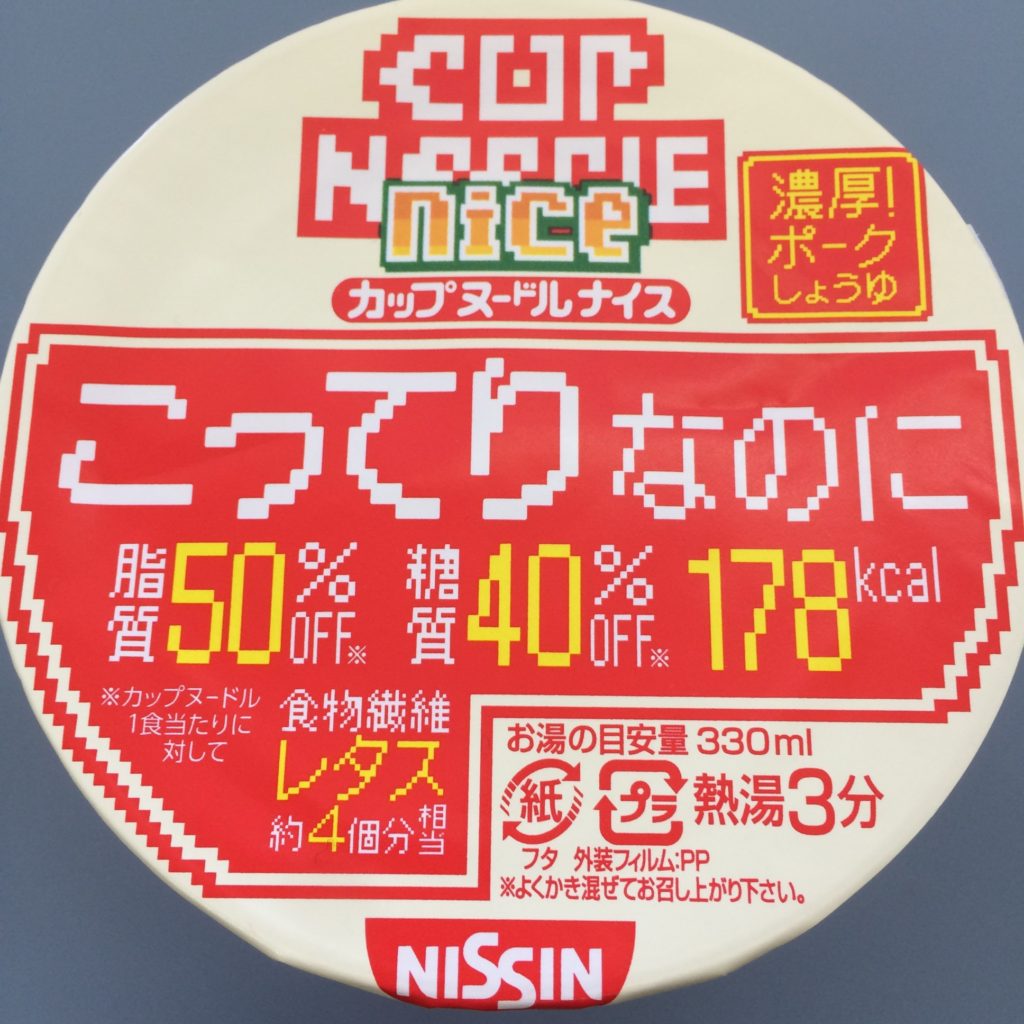 CUP
NOODLE
nice
カップヌードルナイス
濃厚!
ポーク
しょうゆ
こってりなのに
脂質50%OFF※ 糖質40%OFF※ 178kcal
※カップヌードル
1食当たりに
対して
食物繊維
レタス
約4個分相当
お湯の目安量 330ml
紙 プラ 熱湯3分
フタ 外装フィルム:PP
※よくかき混ぜてお召し上がり下さい。
NISSIN